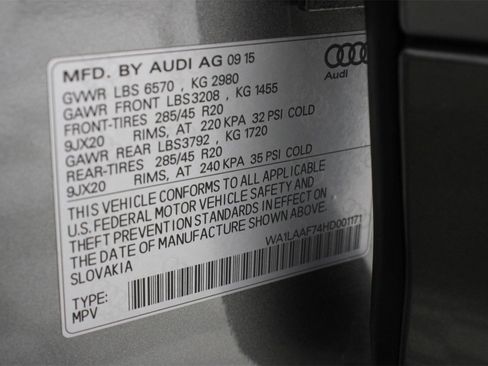 MFD. BY AUDI AG 09 15
Audi
GVWR LBS 6570 , KG 2980
GAWR FRONT LBS3208 , KG 1455
FRONT-TIRES 285/45 R20
9JX20 RIMS, AT 220 KPA 32 PSI COLD
GAWR REAR LBS3792 , KG 1720
REAR-TIRES 285/45 R20
9JX20 RIMS, AT 240 KPA 35 PSI COLD
THIS VEHICLE CONFORMS TO ALL APPLICABLE
U.S. FEDERAL MOTOR VEHICLE SAFETY AND
THEFT PREVENTION STANDARDS IN EFFECT ON
THE DATE OF MANUFACTURE SHOWN ABOVE.
SLOVAKIA WA1LAAF74HD001171
TYPE:
MPV